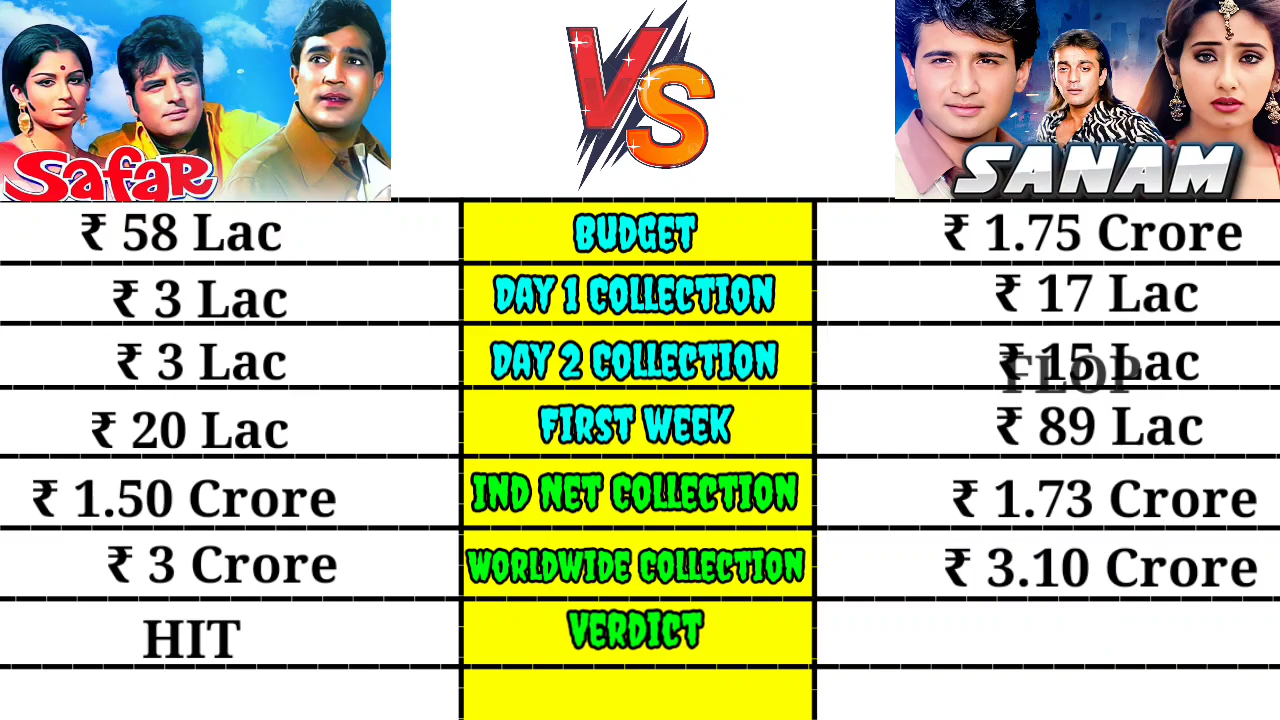 Safar
VS
SANAM
₹ 58 Lac BUDGET ₹ 1.75 Crore
₹ 3 Lac DAY 1 COLLECTION ₹ 17 Lac
₹ 3 Lac DAY 2 COLLECTION ₹ 15 Lac
FLOP
₹ 20 Lac FIRST WEEK ₹ 89 Lac
₹ 1.50 Crore IND NET COLLECTION ₹ 1.73 Crore
₹ 3 Crore WORLDWIDE COLLECTION ₹ 3.10 Crore
HIT VERDICT